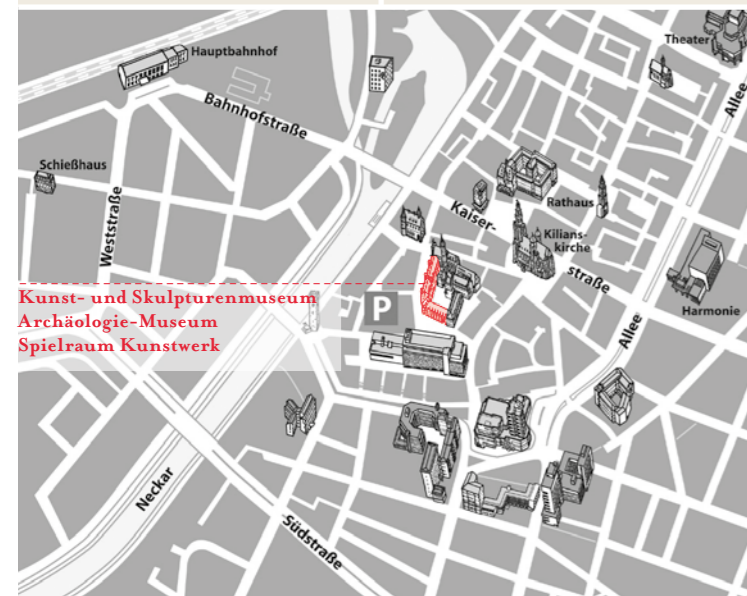 Theater
Hauptbahnhof
Allee
Bahnhofstraße
Schießhaus
Weststraße
Kaiser-
straße
Rathaus
Kilians-
kirche
Kunst- und Skulpturenmuseum
Archäologie-Museum
Spielraum Kunstwerk
P
Harmonie
Allee
Neckar
Südstraße